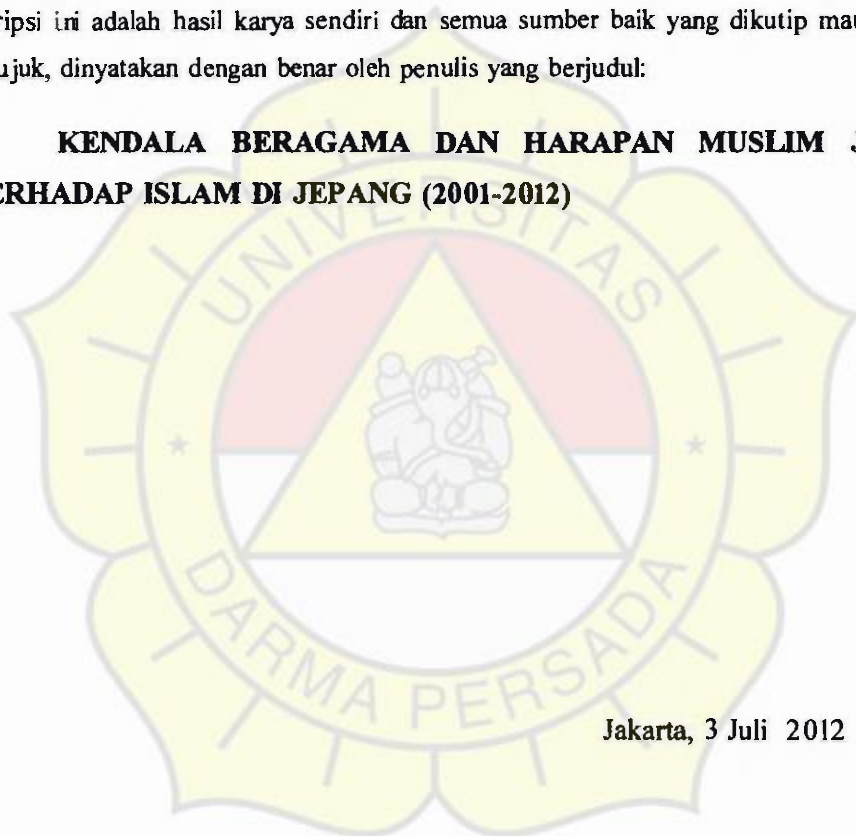 ripsi ini adalah hasil karya sendiri dan semua sumber baik yang dikutip mau
ujuk, dinyatakan dengan benar oleh penulis yang berjudul:
KENDALA BERAGAMA DAN HARAPAN MUSLIM J
ERHADAP ISLAM DI JEPANG (2001-2012)
UNIVERSITAS
DARMA PERSADA
Jakarta, 3 Juli 2012